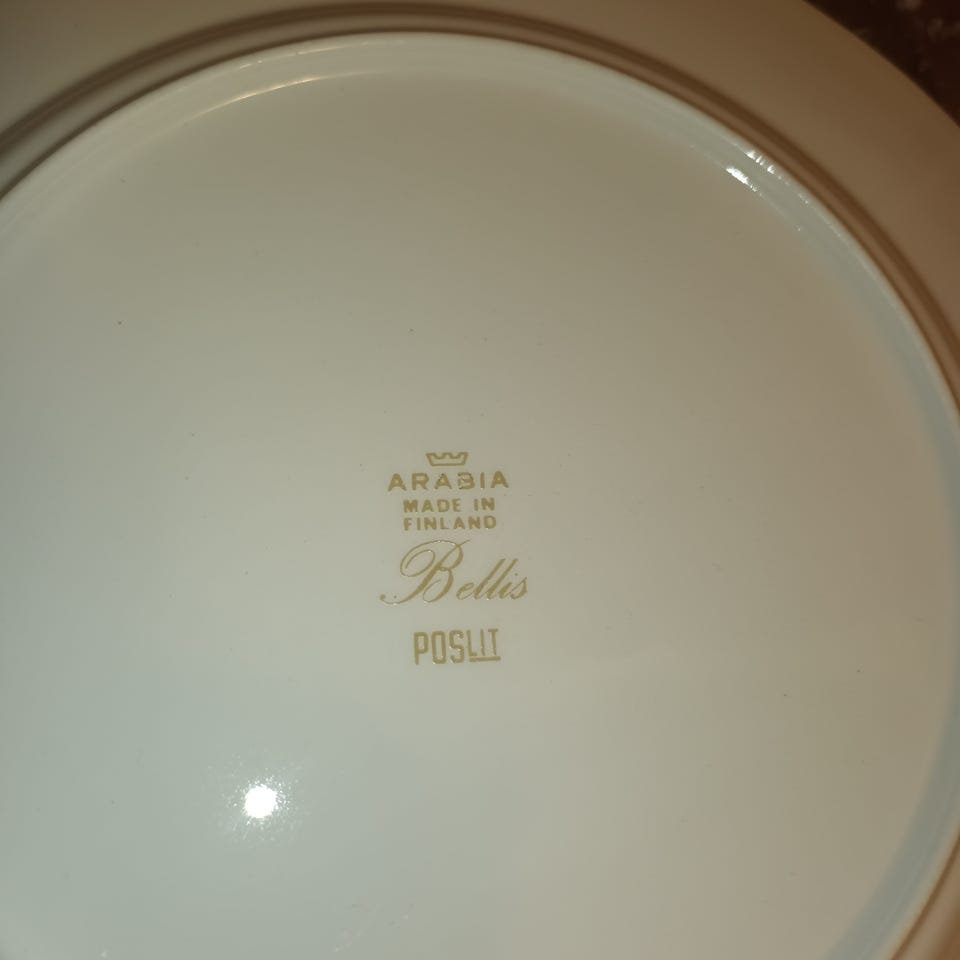 ARABIA
MADE IN
FINLAND
Bellis
POSLIT